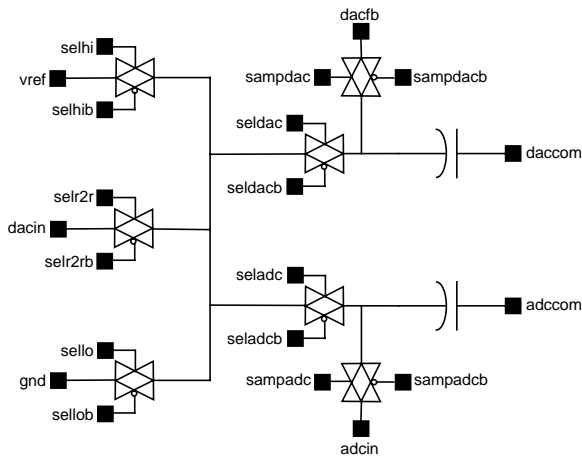 dacfb
selhi
vref
sampdac
sampdacb
selhib
seldac
daccom
seldacb
selr2r
dacin
selr2rb
seladc
adccom
seladcb
sello
gnd
sampadc
sampadcb
sellob
adcin